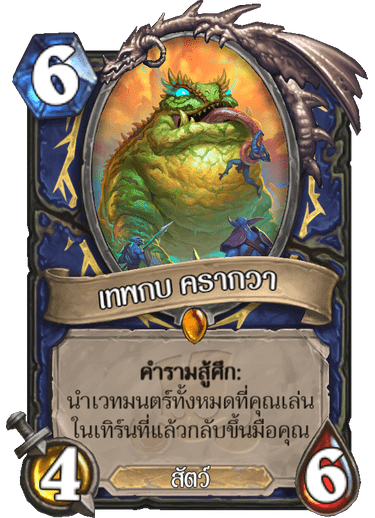 6
เทพกบ ครากวา
คำรามสู้ศึก:
นำเวทมนตร์ทั้งหมดที่คุณเล่น
ในเทิร์นที่แล้วกลับขึ้นมือคุณ
4
สัตว์
6